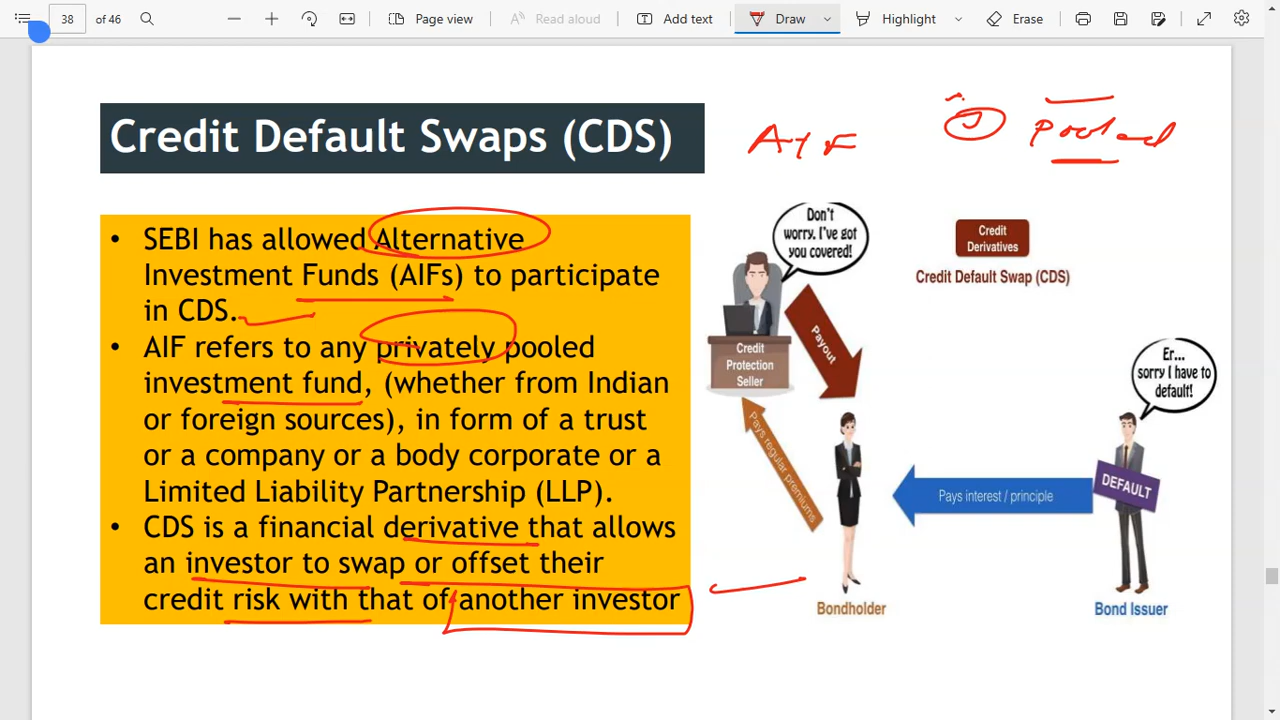 38 of 46
Page view
Read aloud
Add text
Draw
Highlight
Erase
Credit Default Swaps (CDS)
AIF
Pooled
• SEBI has allowed Alternative
Investment Funds (AIFs) to participate
in CDS.
• AIF refers to any privately pooled
investment fund, (whether from Indian
or foreign sources), in form of a trust
or a company or a body corporate or a
Limited Liability Partnership (LLP).
• CDS is a financial derivative that allows
an investor to swap or offset their
credit risk with that of another investor
Don't
worry. I've got
you covered!
Credit
Derivatives
Credit Default Swap (CDS)
Credit
Protection
Seller
Payout
Pays regular premiums
Er...
sorry I have to
default!
Pays interest / principle
DEFAULT
Bondholder
Bond Issuer